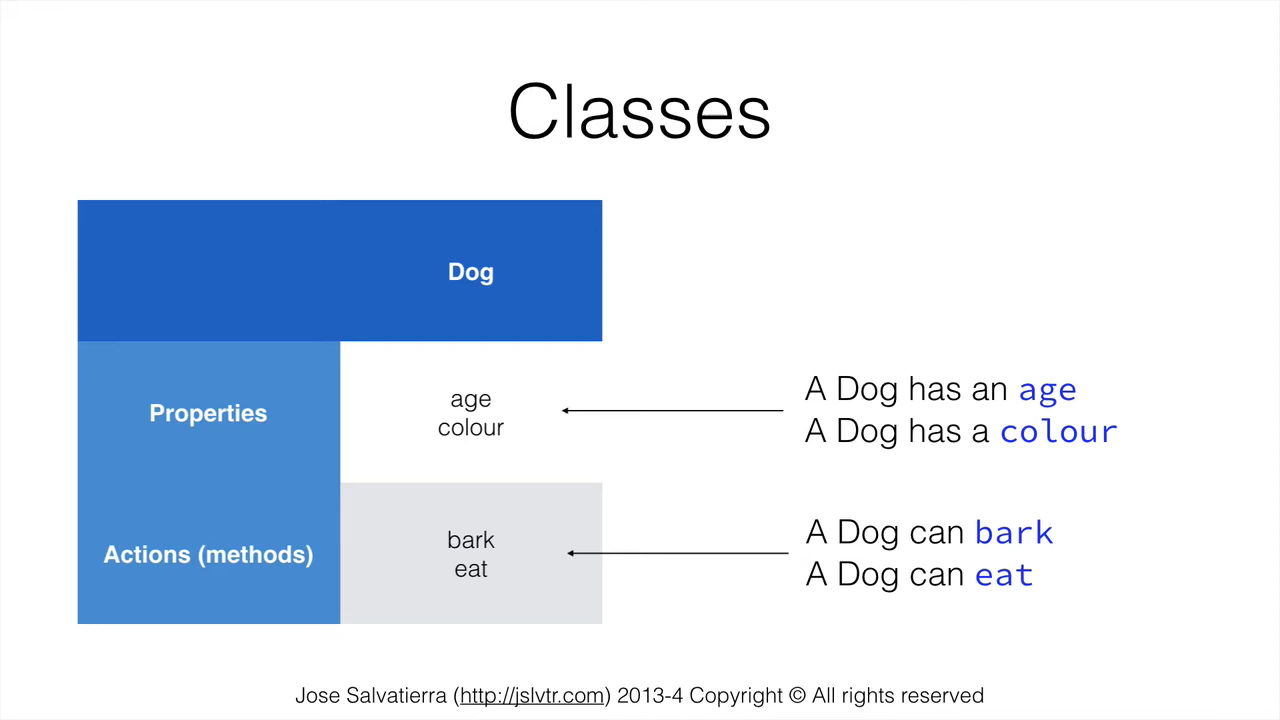 Classes
Dog
Properties
age
colour
A Dog has an age
A Dog has a colour
Actions (methods)
bark
eat
A Dog can bark
A Dog can eat
Jose Salvatierra (http://jslvtr.com) 2013-4 Copyright © All rights reserved